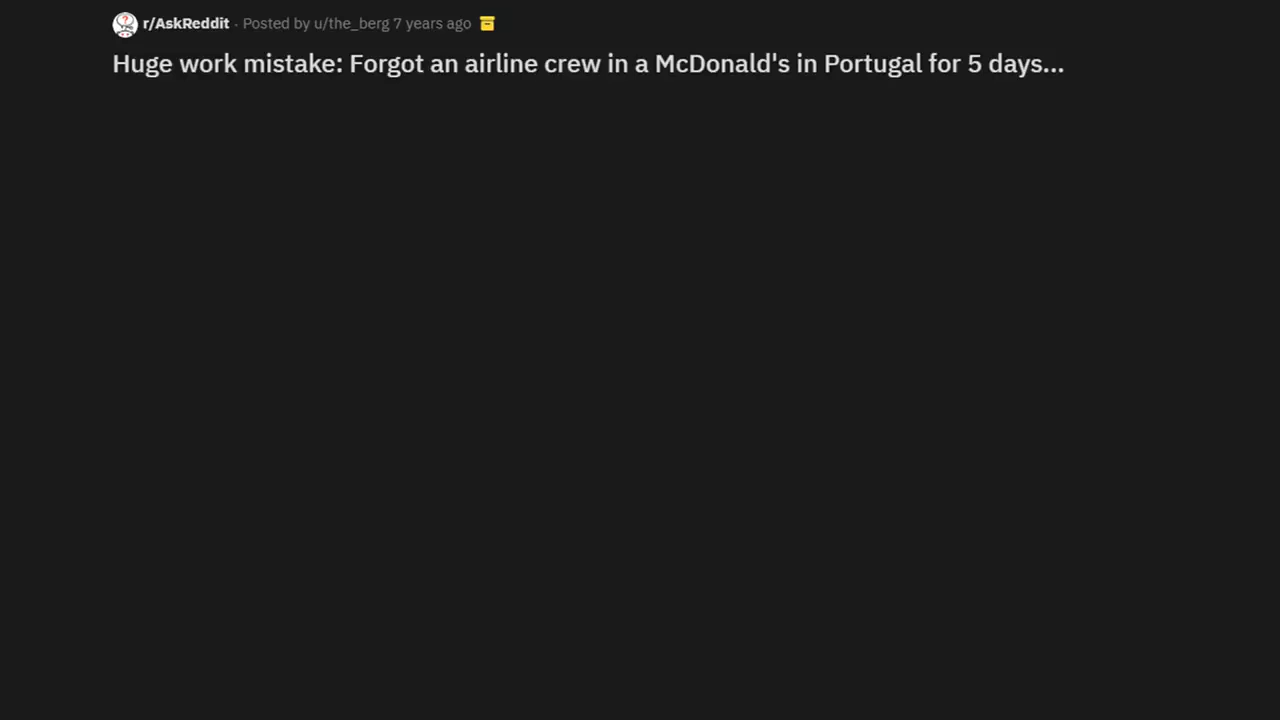 r/AskReddit · Posted by u/the_berg 7 years ago
Huge work mistake: Forgot an airline crew in a McDonald's in Portugal for 5 days...